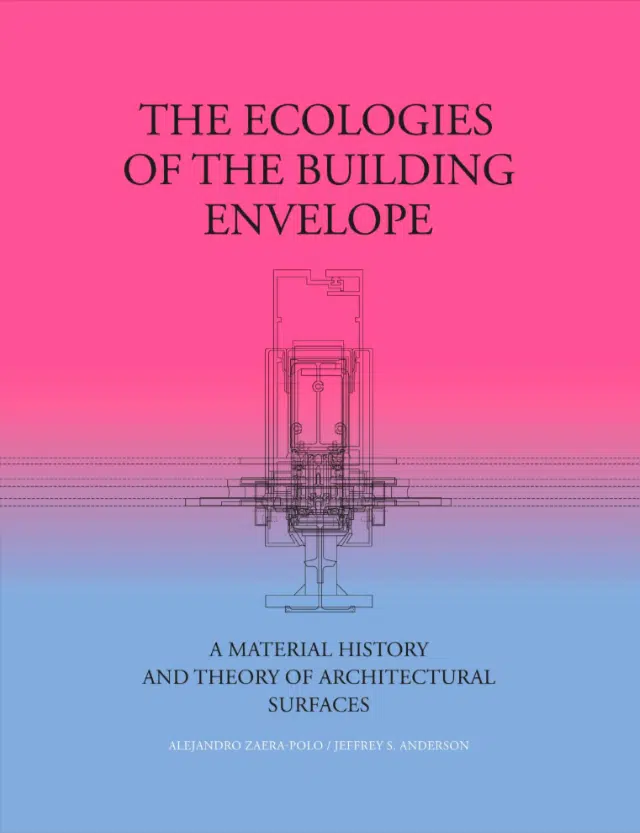 THE ECOLOGIES
OF THE BUILDING
ENVELOPE
A MATERIAL HISTORY
AND THEORY OF ARCHITECTURAL
SURFACES
ALEJANDRO ZAERA-POLO / JEFFREY S. ANDERSON